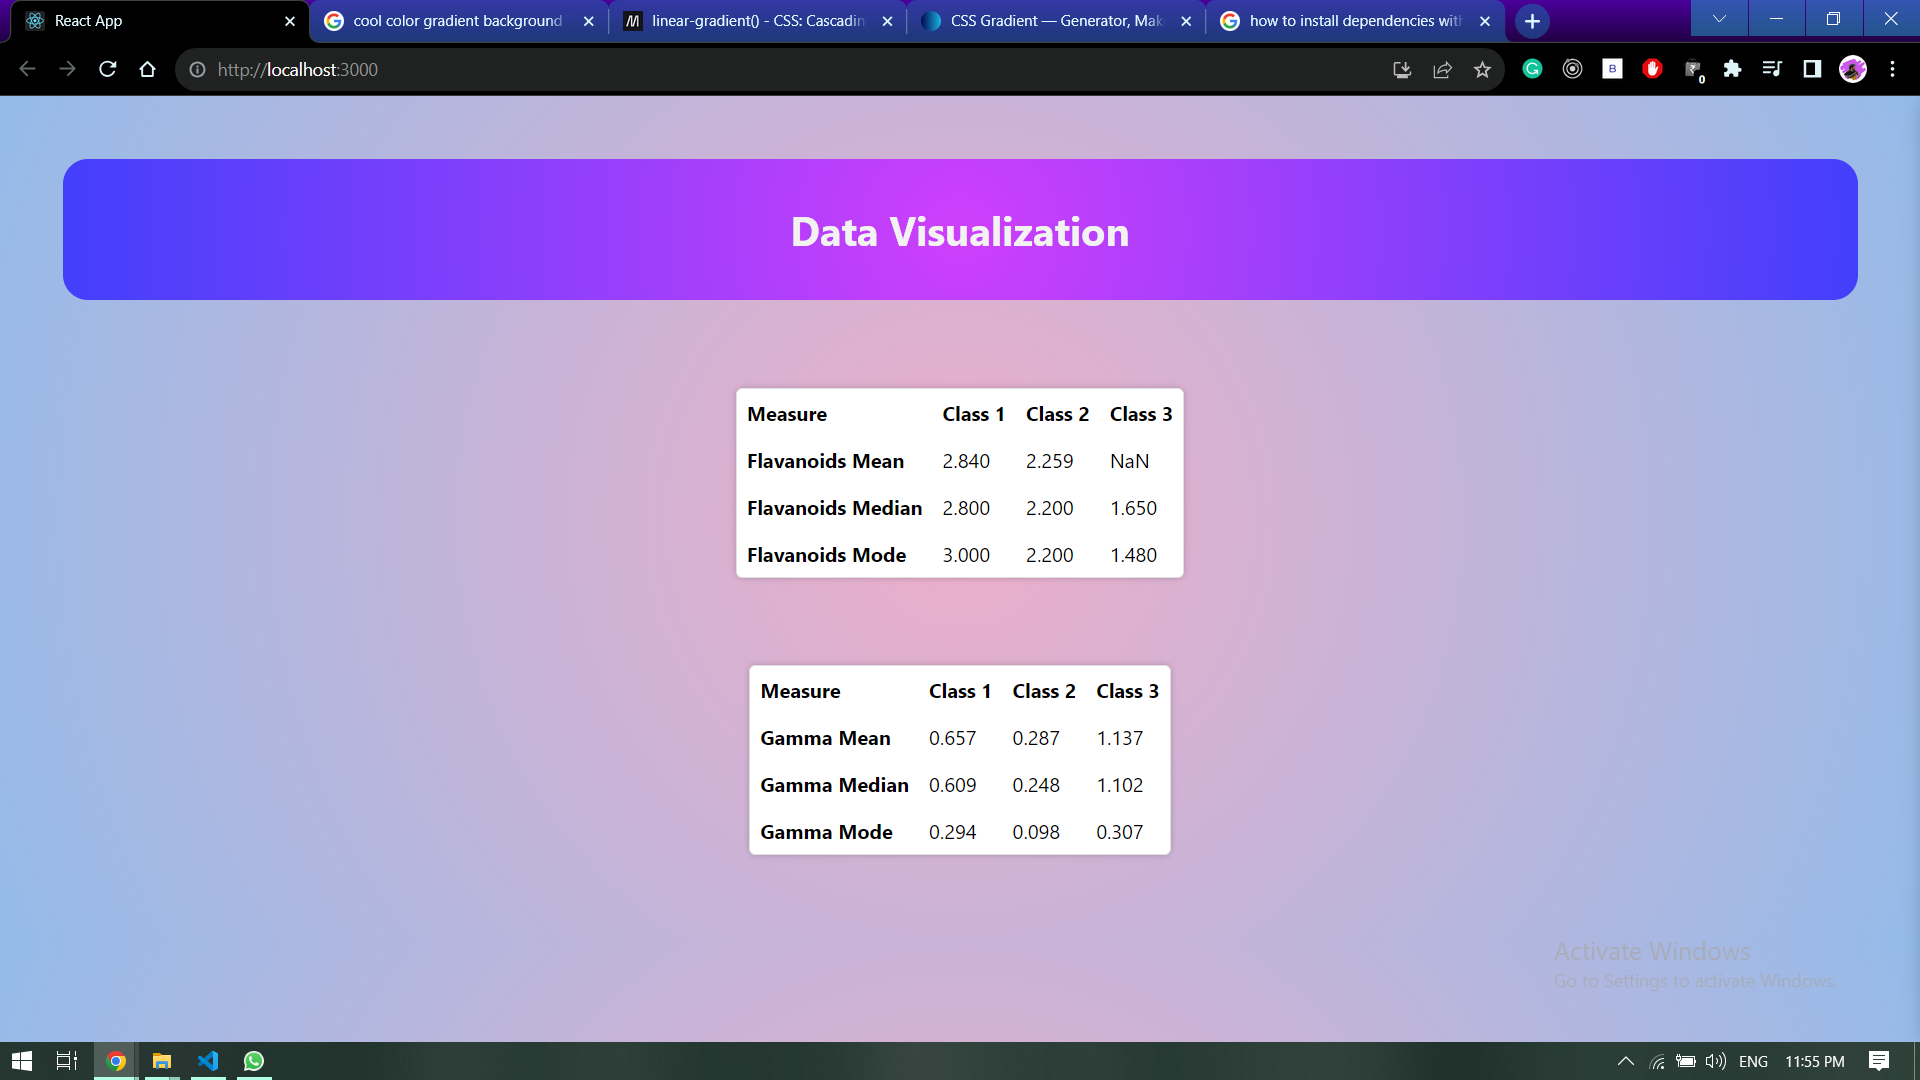 React App
cool color gradient background
linear-gradient() - CSS: Cascadin
CSS Gradient — Generator, Mak
how to install dependencies with
http://localhost:3000
B
0
Data Visualization
Measure Class 1 Class 2 Class 3
Flavanoids Mean 2.840 2.259 NaN
Flavanoids Median 2.800 2.200 1.650
Flavanoids Mode 3.000 2.200 1.480
Measure Class 1 Class 2 Class 3
Gamma Mean 0.657 0.287 1.137
Gamma Median 0.609 0.248 1.102
Gamma Mode 0.294 0.098 0.307
Activate Windows
Go to Settings to activate Windows.
ENG 11:55 PM